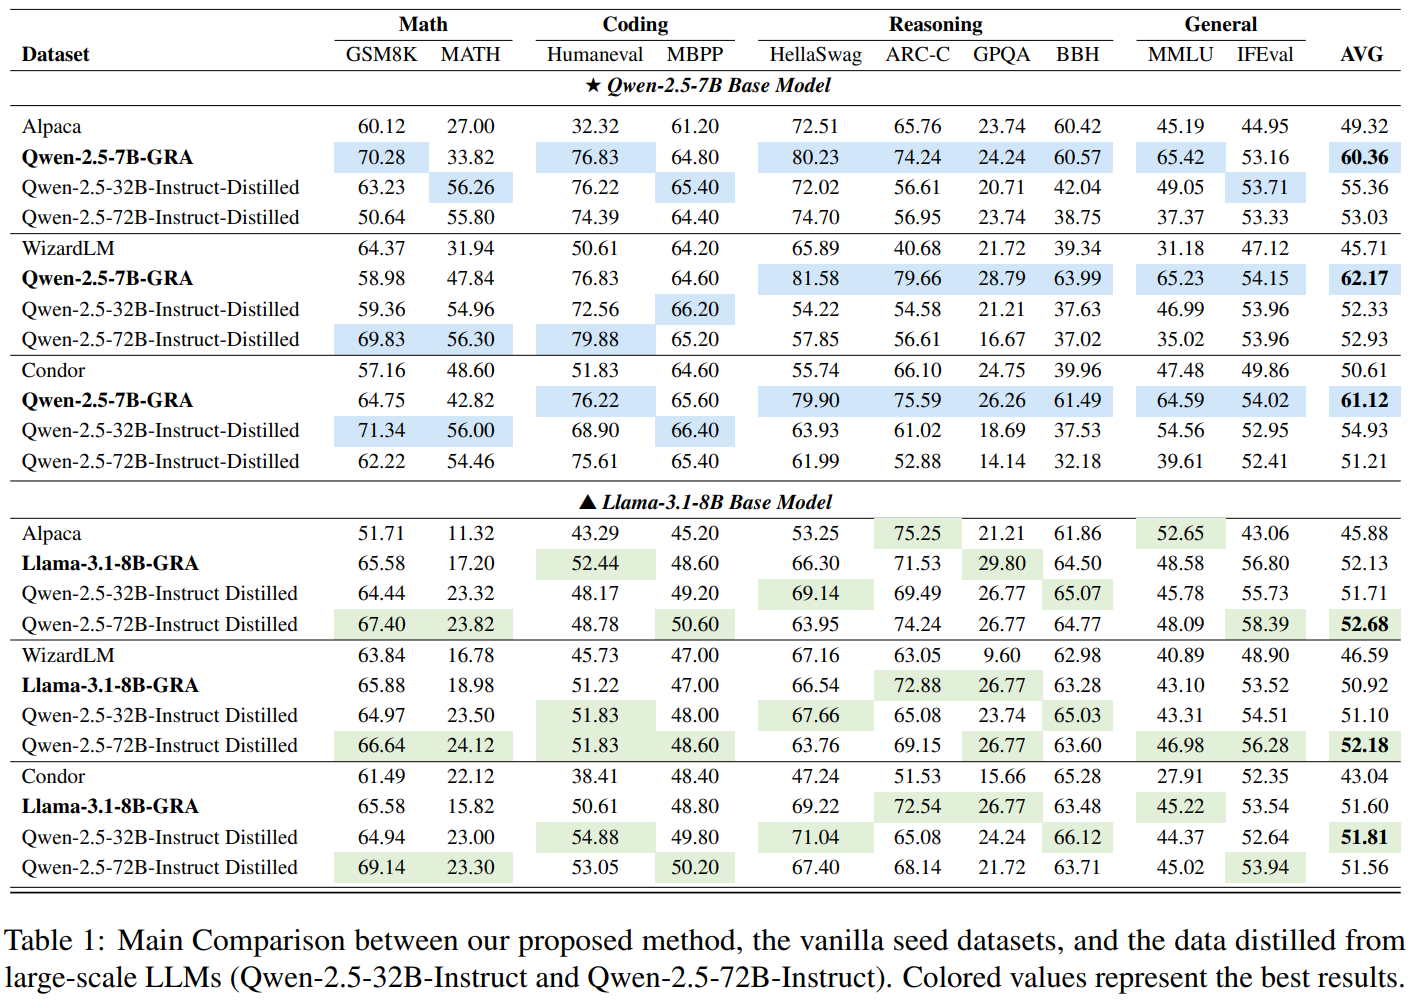 Math Coding Reasoning General
Dataset GSM8K MATH Humaneval MBPP HellaSwag ARC-C GPQA BBH MMLU IFEval AVG
★ Qwen-2.5-7B Base Model
Alpaca 60.12 27.00 32.32 61.20 72.51 65.76 23.74 60.42 45.19 44.95 49.32
Qwen-2.5-7B-GRA 70.28 33.82 76.83 64.80 80.23 74.24 24.24 60.57 65.42 53.16 60.36
Qwen-2.5-32B-Instruct-Distilled 63.23 56.26 76.22 65.40 72.02 56.61 20.71 42.04 49.05 53.71 55.36
Qwen-2.5-72B-Instruct-Distilled 50.64 55.80 74.39 64.40 74.70 56.95 23.74 38.75 37.37 53.33 53.03
WizardLM 64.37 31.94 50.61 64.20 65.89 40.68 21.72 39.34 31.18 47.12 45.71
Qwen-2.5-7B-GRA 58.98 47.84 76.83 64.60 81.58 79.66 28.79 63.99 65.23 54.15 62.17
Qwen-2.5-32B-Instruct-Distilled 59.36 54.96 72.56 66.20 54.22 54.58 21.21 37.63 46.99 53.96 52.33
Qwen-2.5-72B-Instruct-Distilled 69.83 56.30 79.88 65.20 57.85 56.61 16.67 37.02 35.02 53.96 52.93
Condor 57.16 48.60 51.83 64.60 55.74 66.10 24.75 39.96 47.48 49.86 50.61
Qwen-2.5-7B-GRA 64.75 42.82 76.22 65.60 79.90 75.59 26.26 61.49 64.59 54.02 61.12
Qwen-2.5-32B-Instruct-Distilled 71.34 56.00 68.90 66.40 63.93 61.02 18.69 37.53 54.56 52.95 54.93
Qwen-2.5-72B-Instruct-Distilled 62.22 54.46 75.61 65.40 61.99 52.88 14.14 32.18 39.61 52.41 51.21
▲ Llama-3.1-8B Base Model
Alpaca 51.71 11.32 43.29 45.20 53.25 75.25 21.21 61.86 52.65 43.06 45.88
Llama-3.1-8B-GRA 65.58 17.20 52.44 48.60 66.30 71.53 29.80 64.50 48.58 56.80 52.13
Qwen-2.5-32B-Instruct Distilled 64.44 23.32 48.17 49.20 69.14 69.49 26.77 65.07 45.78 55.73 51.71
Qwen-2.5-72B-Instruct Distilled 67.40 23.82 48.78 50.60 63.95 74.24 26.77 64.77 48.09 58.39 52.68
WizardLM 63.84 16.78 45.73 47.00 67.16 63.05 9.60 62.98 40.89 48.90 46.59
Llama-3.1-8B-GRA 65.88 18.98 51.22 47.00 66.54 72.88 26.77 63.28 43.10 53.52 50.92
Qwen-2.5-32B-Instruct Distilled 64.97 23.50 51.83 48.00 67.66 65.08 23.74 65.03 43.31 54.51 51.10
Qwen-2.5-72B-Instruct Distilled 66.64 24.12 51.83 48.60 63.76 69.15 26.77 63.60 46.98 56.28 52.18
Condor 61.49 22.12 38.41 48.40 47.24 51.53 15.66 65.28 27.91 52.35 43.04
Llama-3.1-8B-GRA 65.58 15.82 50.61 48.80 69.22 72.54 26.77 63.48 45.22 53.54 51.60
Qwen-2.5-32B-Instruct Distilled 64.94 23.00 54.88 49.80 71.04 65.08 24.24 66.12 44.37 52.64 51.81
Qwen-2.5-72B-Instruct Distilled 69.14 23.30 53.05 50.20 67.40 68.14 21.72 63.71 45.02 53.94 51.56
Table 1: Main Comparison between our proposed method, the vanilla seed datasets, and the data distilled from
large-scale LLMs (Qwen-2.5-32B-Instruct and Qwen-2.5-72B-Instruct). Colored values represent the best results.